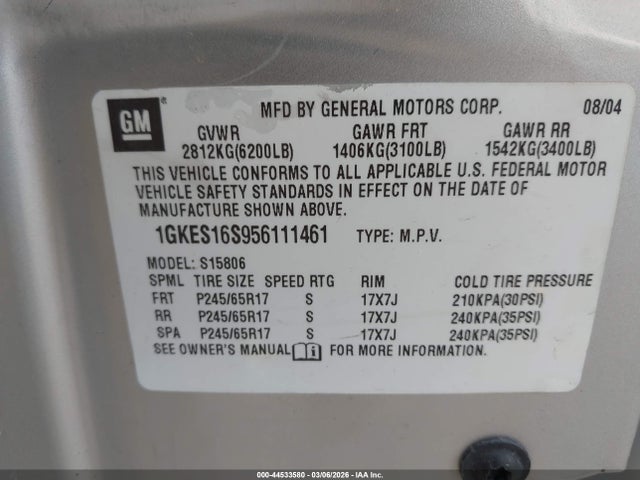 GM
MFD BY GENERAL MOTORS CORP. 08/04
GVWR GAWR FRT GAWR RR
2812KG(6200LB) 1406KG(3100LB) 1542KG(3400LB)
THIS VEHICLE CONFORMS TO ALL APPLICABLE U.S. FEDERAL MOTOR
VEHICLE SAFETY STANDARDS IN EFFECT ON THE DATE OF
MANUFACTURE SHOWN ABOVE.
1GKES16S956111461 TYPE: M.P.V.
MODEL: S15806
SPML TIRE SIZE SPEED RTG RIM COLD TIRE PRESSURE
FRT P245/65R17 S 17X7J 210KPA(30PSI)
RR P245/65R17 S 17X7J 240KPA(35PSI)
SPA P245/65R17 S 17X7J 240KPA(35PSI)
SEE OWNER'S MANUAL FOR MORE INFORMATION.
000-44533580 - 03/06/2026 - IAA Inc.